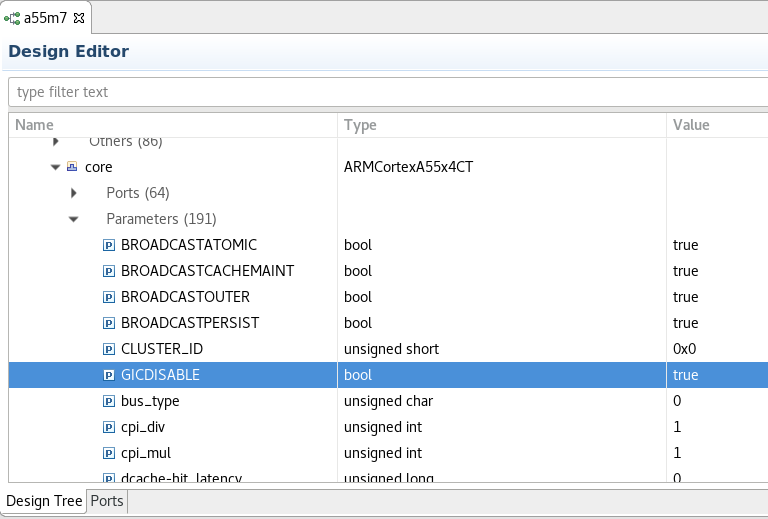 a55m7
Design Editor
type filter text
Name Type Value
Others (86)
core ARMCortexA55x4CT
Ports (64)
Parameters (191)
BROADCASTATOMIC bool true
BROADCASTCACHEMAINT bool true
BROADCASTOUTER bool true
BROADCASTPERSIST bool true
CLUSTER_ID unsigned short 0x0
GICDISABLE bool true
bus_type unsigned char 0
cpi_div unsigned int 1
cpi_mul unsigned int 1
dcache-hit_latency unsigned long 0
Design Tree Ports